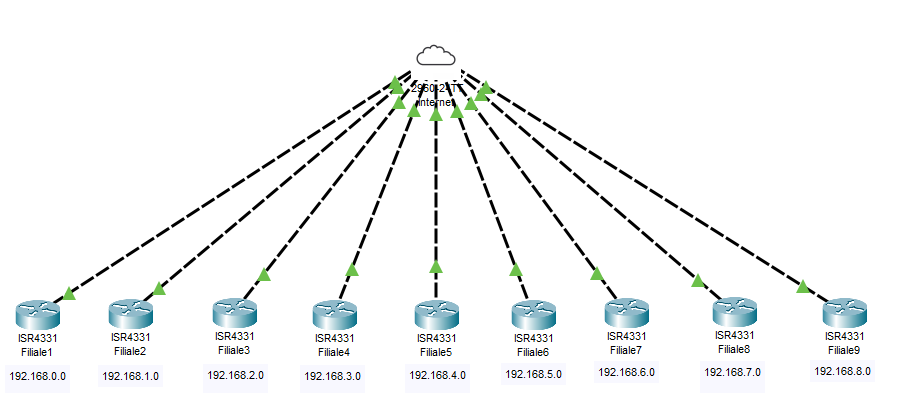 2960-24TT
Internet
ISR4331
Filiale1
192.168.0.0
ISR4331
Filiale2
192.168.1.0
ISR4331
Filiale3
192.168.2.0
ISR4331
Filiale4
192.168.3.0
ISR4331
Filiale5
192.168.4.0
ISR4331
Filiale6
192.168.5.0
ISR4331
Filiale7
192.168.6.0
ISR4331
Filiale8
192.168.7.0
ISR4331
Filiale9
192.168.8.0